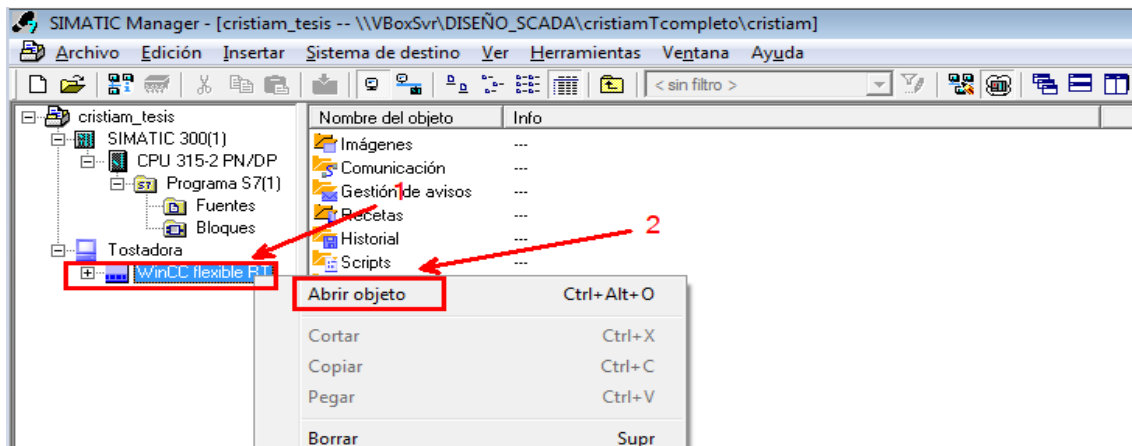 SIMATIC Manager - [cristiam_tesis -- \\VBoxSvr\DISEÑO_SCADA\cristiamTcompleto\cristiam]
Archivo Edición Insertar Sistema de destino Ver Herramientas Ventana Ayuda
< sin filtro >
cristiam_tesis
SIMATIC 300(1)
CPU 315-2 PN/DP
S7 Programa S7(1)
Fuentes
Bloques
Tostadora
WinCC flexible RT
Nombre del objeto Info
Imágenes ---
Comunicación ---
Gestión de avisos ---
Recetas ---
Historial ---
Scripts ---
1
2
Abrir objeto Ctrl+Alt+O
Cortar Ctrl+X
Copiar Ctrl+C
Pegar Ctrl+V
Borrar Supr